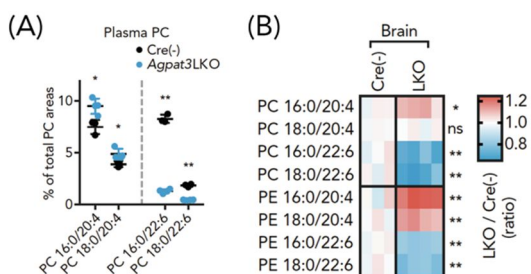 (A)
Plasma PC
Cre(-)
Agpat3LKO
% of total PC areas
10
5
0
*
*
**
**
PC 16:0/20:4
PC 18:0/20:4
PC 16:0/22:6
PC 18:0/22:6
(B)
Brain
Cre(-)
LKO
PC 16:0/20:4 *
PC 18:0/20:4 ns
PC 16:0/22:6 **
PC 18:0/22:6 **
PE 16:0/20:4 **
PE 18:0/20:4 **
PE 16:0/22:6 **
PE 18:0/22:6 **
1.2
1.0
0.8
LKO / Cre(-)
(ratio)